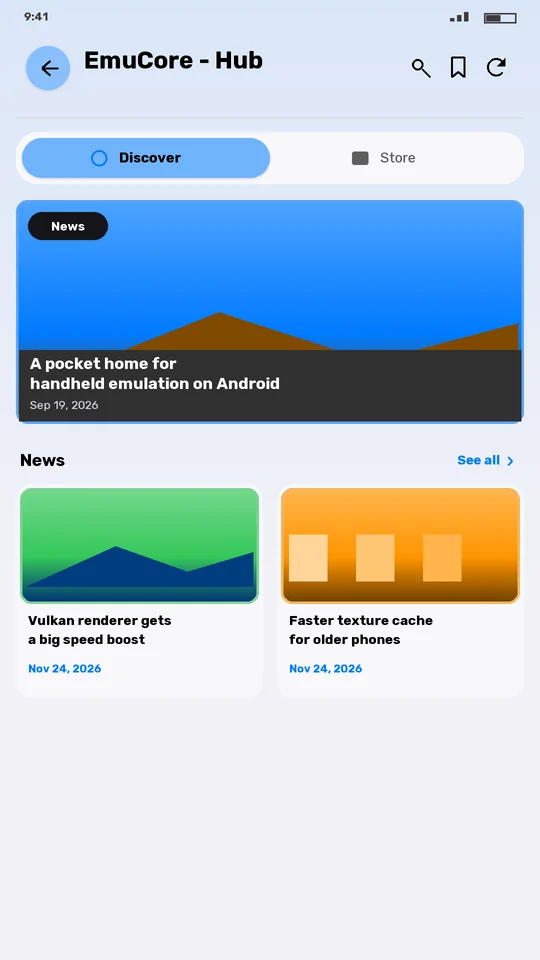 9:41
EmuCore - Hub
Discover
Store
News
A pocket home for
handheld emulation on Android
Sep 19, 2026
News
See all
Vulkan renderer gets
a big speed boost
Nov 24, 2026
Faster texture cache
for older phones
Nov 24, 2026